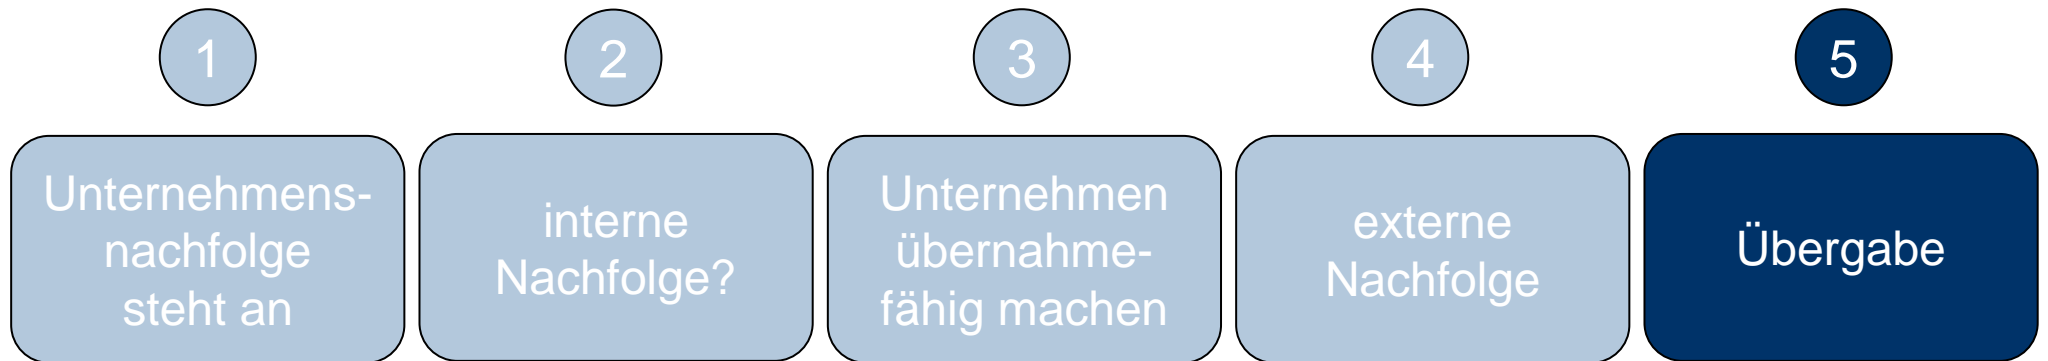 1
Unternehmens-
nachfolge
steht an
2
interne
Nachfolge?
3
Unternehmen
übernahme-
fähig machen
4
externe
Nachfolge
5
Übergabe